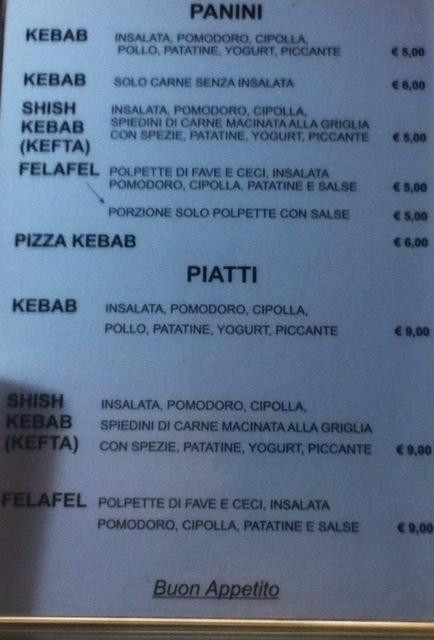 PANINI
KEBAB INSALATA, POMODORO, CIPOLLA,
POLLO, PATATINE, YOGURT, PICCANTE € 5,00
KEBAB SOLO CARNE SENZA INSALATA € 6,00
SHISH INSALATA, POMODORO, CIPOLLA,
KEBAB SPIEDINI DI CARNE MACINATA ALLA GRIGLIA
(KEFTA) CON SPEZIE, PATATINE, YOGURT, PICCANTE € 5,00
FELAFEL POLPETTE DI FAVE E CECI, INSALATA
POMODORO, CIPOLLA, PATATINE E SALSE € 5,00
PORZIONE SOLO POLPETTE CON SALSE € 5,00
PIZZA KEBAB € 6,00
PIATTI
KEBAB INSALATA, POMODORO, CIPOLLA,
POLLO, PATATINE, YOGURT, PICCANTE € 9,00
SHISH INSALATA, POMODORO, CIPOLLA,
KEBAB SPIEDINI DI CARNE MACINATA ALLA GRIGLIA
(KEFTA) CON SPEZIE, PATATINE, YOGURT, PICCANTE € 9,00
FELAFEL POLPETTE DI FAVE E CECI, INSALATA
POMODORO, CIPOLLA, PATATINE E SALSE € 9,00
Buon Appetito